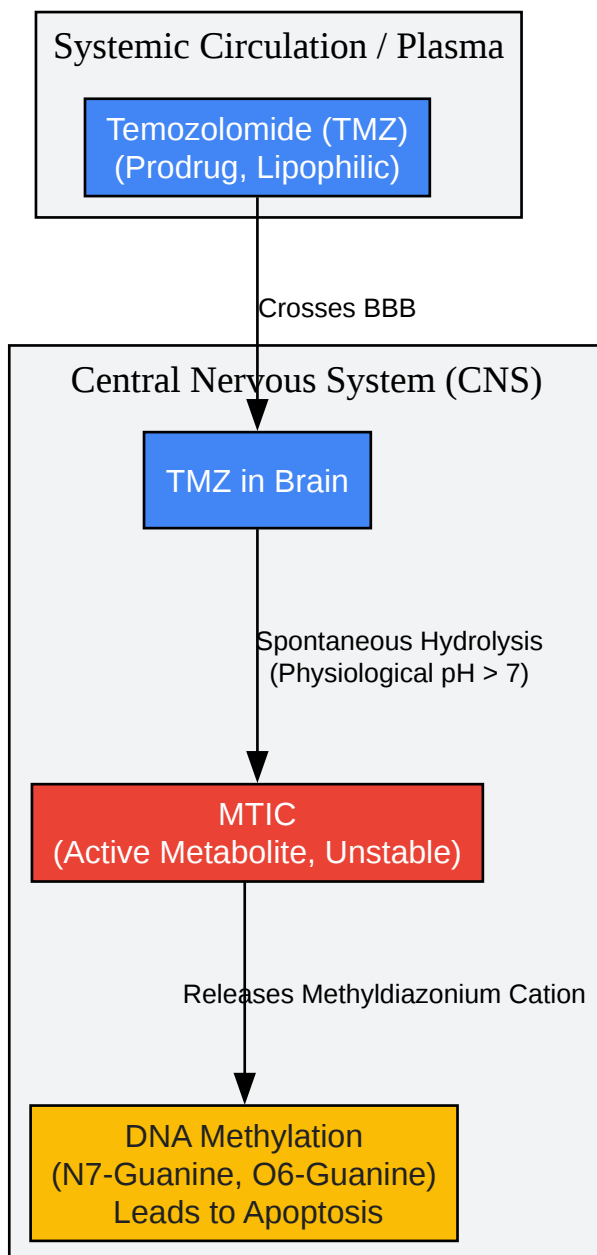 Systemic Circulation / Plasma
Temozolomide (TMZ)
(Prodrug, Lipophilic)
Crosses BBB
Central Nervous System (CNS)
TMZ in Brain
Spontaneous Hydrolysis
(Physiological pH > 7)
MTIC
(Active Metabolite, Unstable)
Releases Methyldiazonium Cation
DNA Methylation
(N7-Guanine, O6-Guanine)
Leads to Apoptosis